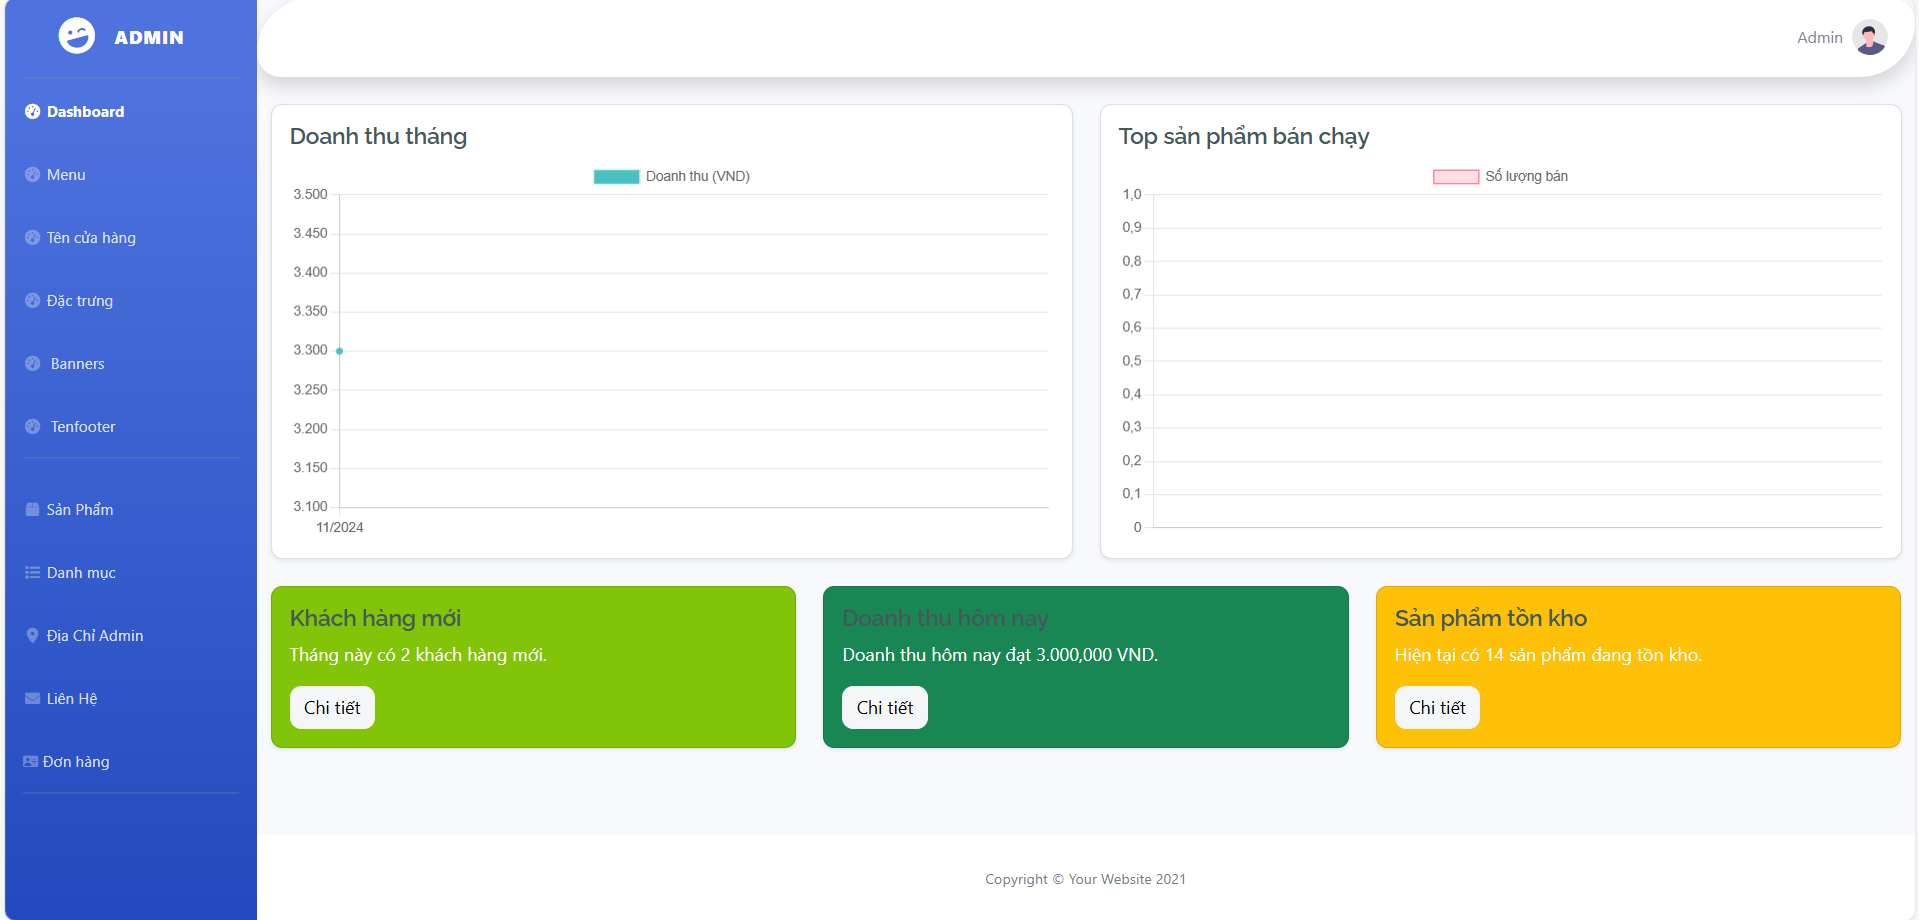 ADMIN
Dashboard
Menu
Tên cửa hàng
Đặc trưng
Banners
Tenfooter
Sản Phẩm
Danh mục
Địa Chỉ Admin
Liên Hệ
Đơn hàng
Admin
Doanh thu tháng
Doanh thu (VND)
3.500
3.450
3.400
3.350
3.300
3.250
3.200
3.150
3.100
11/2024
Top sản phẩm bán chạy
Số lượng bán
1,0
0,9
0,8
0,7
0,6
0,5
0,4
0,3
0,2
0,1
0
Khách hàng mới
Tháng này có 2 khách hàng mới.
Chi tiết
Doanh thu hôm nay
Doanh thu hôm nay đạt 3.000,000 VND.
Chi tiết
Sản phẩm tồn kho
Hiện tại có 14 sản phẩm đang tồn kho.
Chi tiết
Copyright © Your Website 2021